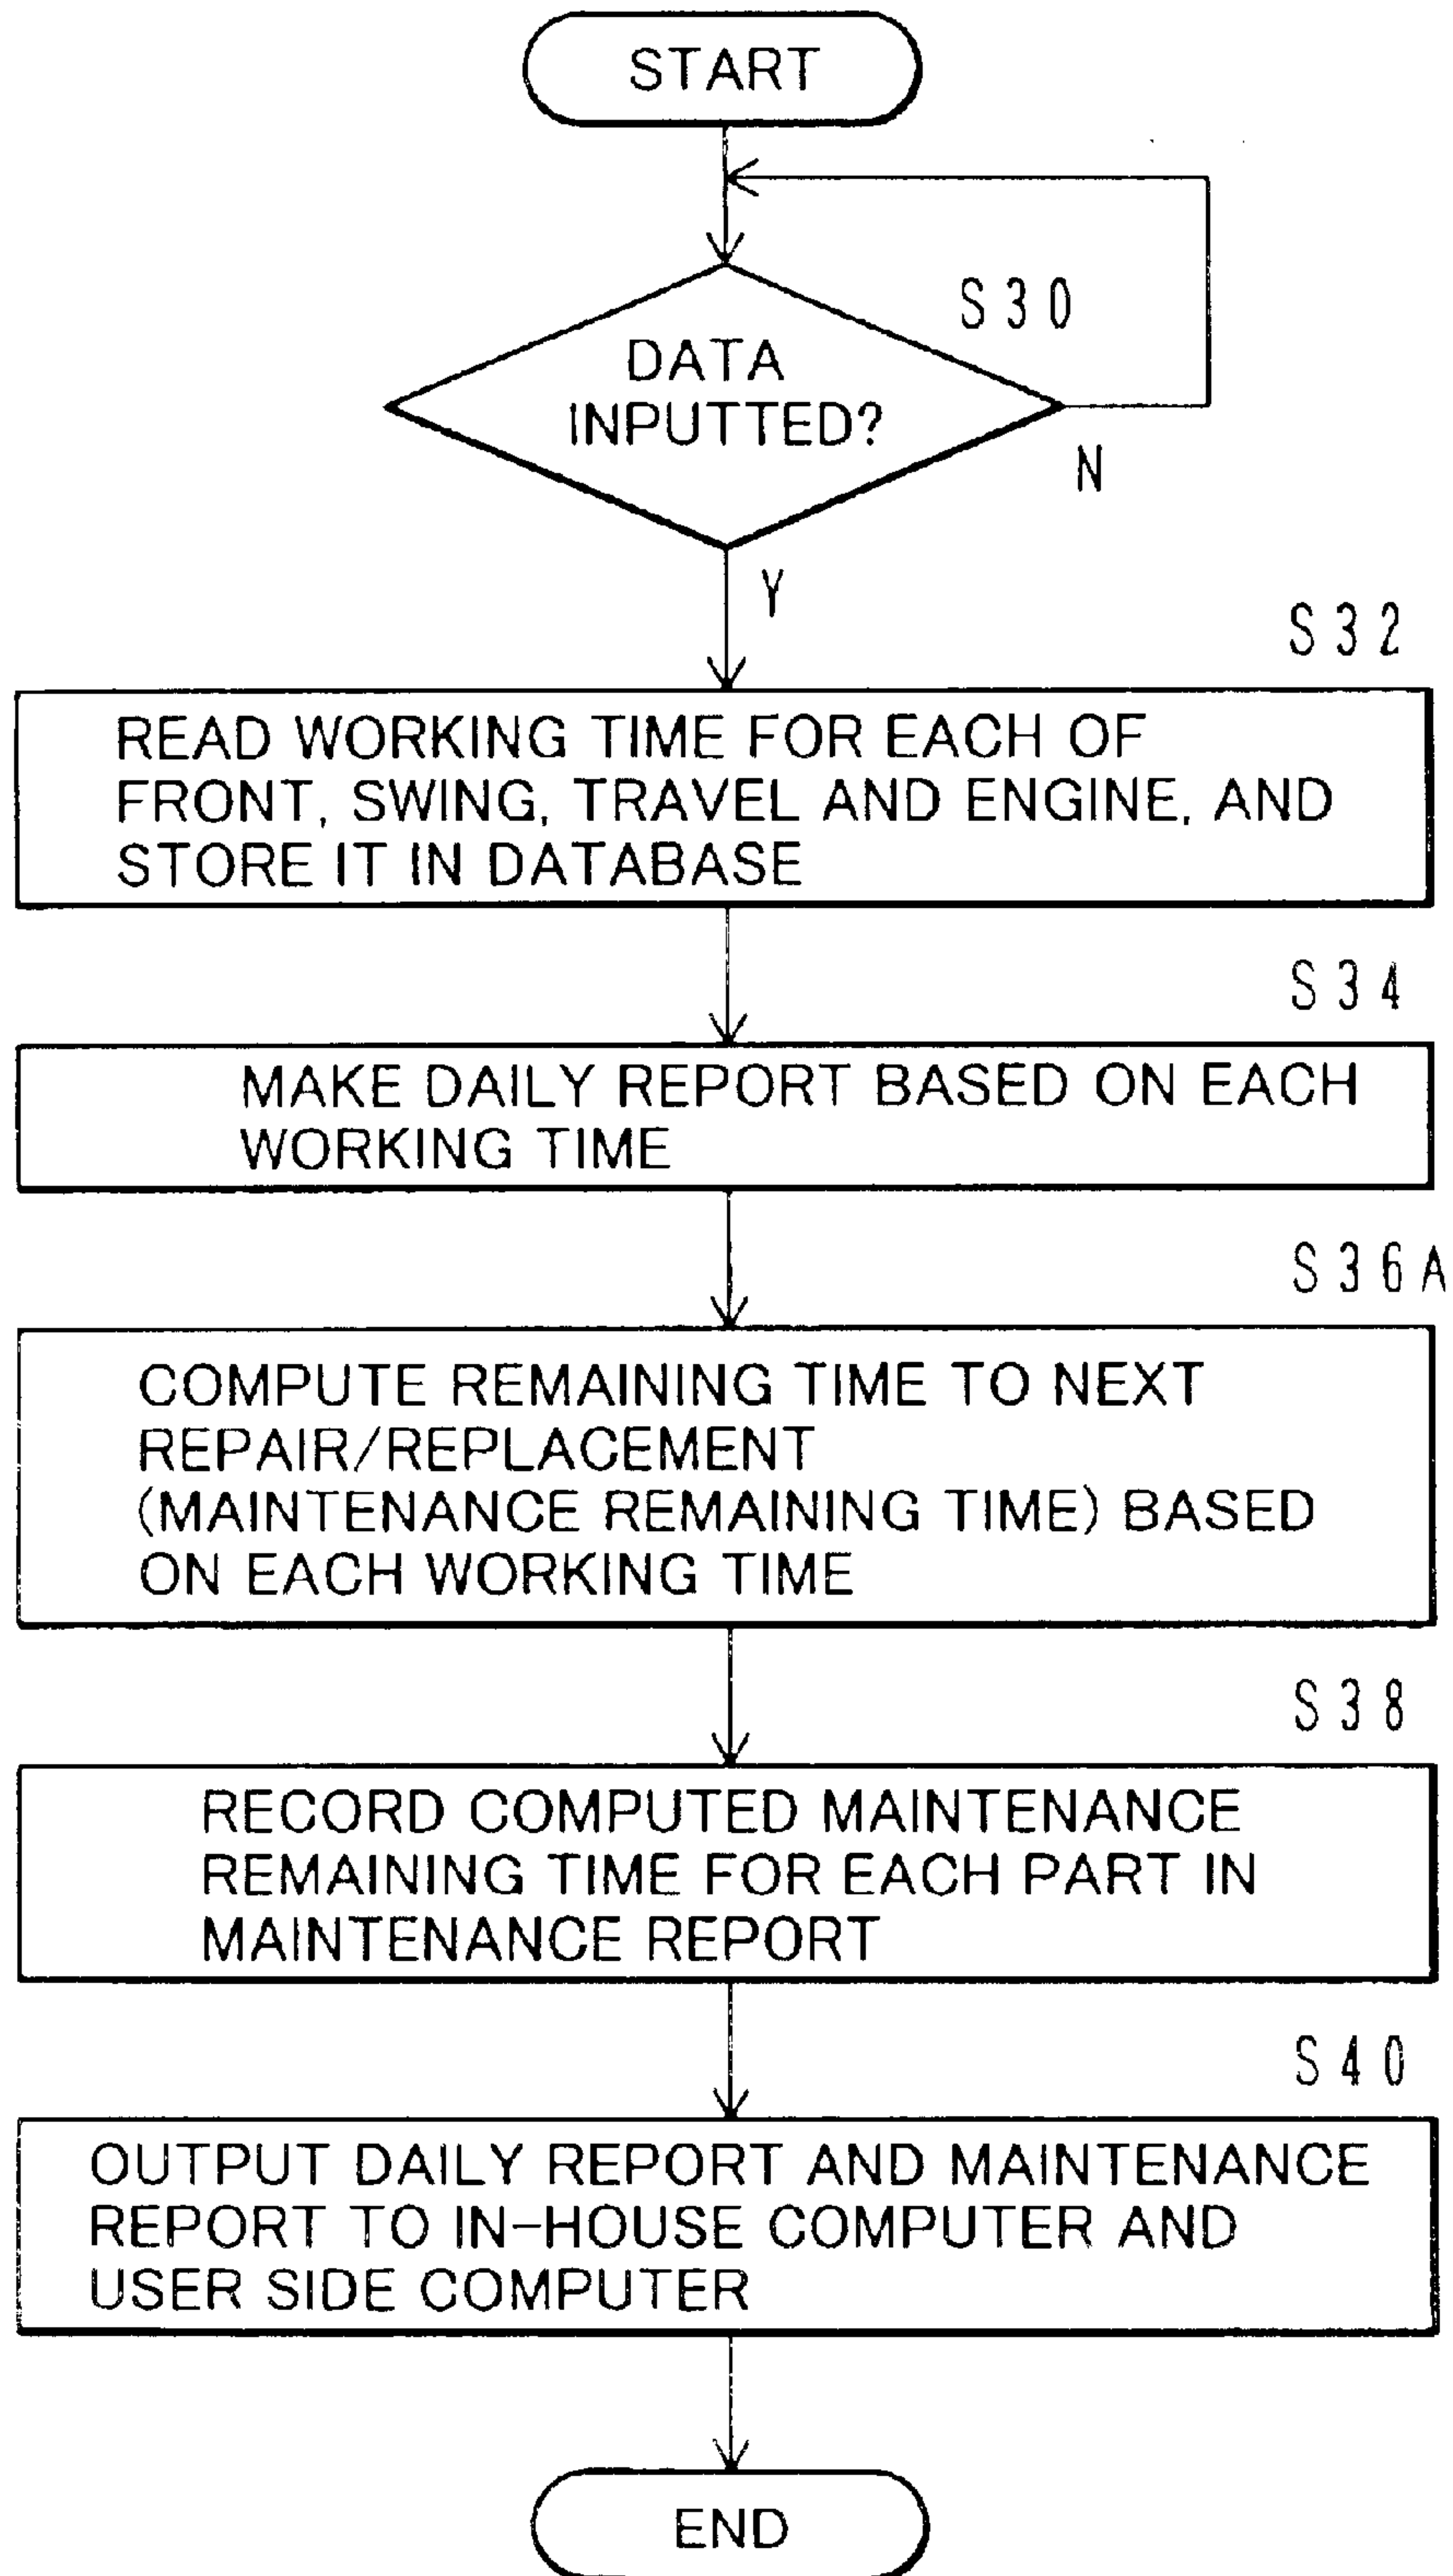 START
S30
DATA
INPUTTED?
N
Y
S32
READ WORKING TIME FOR EACH OF
FRONT, SWING, TRAVEL AND ENGINE, AND
STORE IT IN DATABASE
S34
MAKE DAILY REPORT BASED ON EACH
WORKING TIME
S36A
COMPUTE REMAINING TIME TO NEXT
REPAIR/REPLACEMENT
(MAINTENANCE REMAINING TIME) BASED
ON EACH WORKING TIME
S38
RECORD COMPUTED MAINTENANCE
REMAINING TIME FOR EACH PART IN
MAINTENANCE REPORT
S40
OUTPUT DAILY REPORT AND MAINTENANCE
REPORT TO IN-HOUSE COMPUTER AND
USER SIDE COMPUTER
END